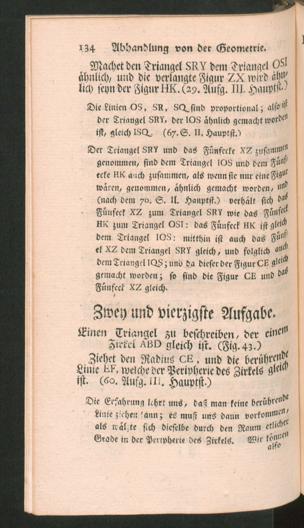 134 Abhandlung von der Geometrie.
Machet den Triangel SRY dem Triangel OSI
ähnlich, und die verlangte Figur ZX wird ähn-
lich seyn der Figur HK. (29. Aufg. III. Hauptst.)
Die Linien OS, SR, SQ sind proportional; also ist
der Triangel SRY, der IOS ähnlich gemacht worden
ist, gleich ISQ. (67. S. II. Hauptst.)
Der Triangel SRY und das Fünfecke XZ zusammen
genommen, sind dem Triangel IOS und dem Fünf-
ecke HK auch zusammen, als wenn sie nur eine Figur
wären, genommen, ähnlich gemacht worden, und
(nach dem 70. S. II. Hauptst.) verhält sich das
Fünfeck XZ zum Triangel SRY wie das Fünfeck
HK zum Triangel OSI: das Fünfeck HK ist gleich
dem Triangel IOS: mitthin ist auch das Fünf-
ek XZ dem Triangel SRY gleich, und folglich auch
dem Triangel IQS; und da dieser der Figur CE gleich
gemacht worden; so sind die Figur CE und das
Fünfeck XZ gleich.
Zwey und vierzigste Aufgabe.
Einen Triangel zu beschreiben, der einem
Zirkel ABD gleich ist. (Fig. 43.)
Ziehet den Radius CE, und die berührende
Linie EF, welche der Peripherie des Zirkels gleich
ist. (60. Aufg. III. Hauptst.)
Die Erfahrung lehrt uns, daß man keine berührende
Linie ziehen kann; es muß uns dann vorkommen,
als wälzte sich dieselbe durch den Raum etlicher
Grade in der Peripherie des Zirkels. Wir können
also